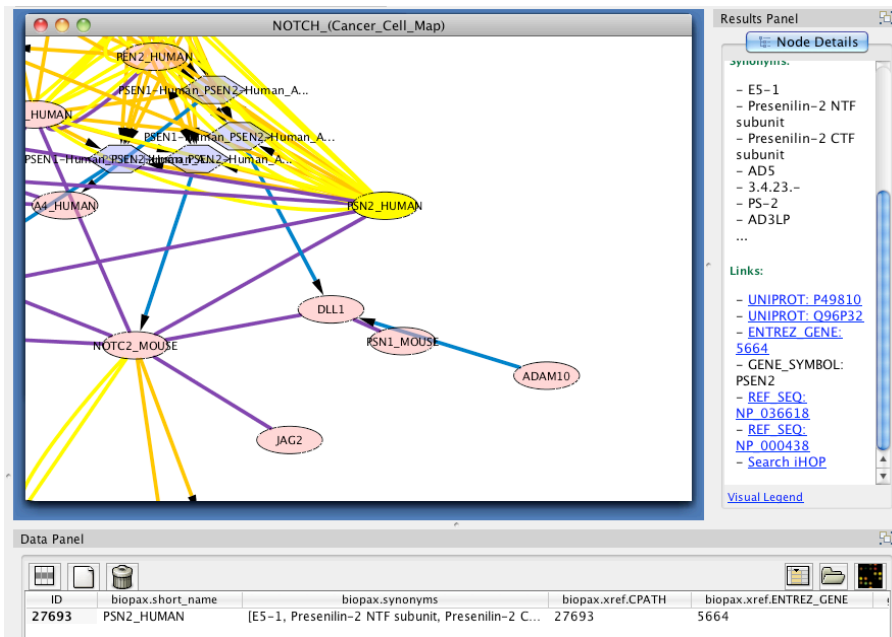 NOTCH_(Cancer_Cell_Map)
PEN2_HUMAN
PSEN1-Human_PSEN2-Human_A...
_HUMAN
PSEN1-Human_PSEN2-Human_A...
PSEN1-Human_PSEN2-Human_A...
A4_HUMAN
PSN2_HUMAN
DLL1
NOTC2_MOUSE
PSN1_MOUSE
ADAM10
JAG2
Results Panel
Node Details
Synonyms:
- E5-1
- Presenilin-2 NTF
subunit
- Presenilin-2 CTF
subunit
- AD5
- 3.4.23.-
- PS-2
- AD3LP
...
Links:
- UNIPROT: P49810
- UNIPROT: Q96P32
- ENTREZ_GENE:
5664
- GENE_SYMBOL:
PSEN2
- REF_SEQ:
NP_036618
- REF_SEQ:
NP_000438
- Search iHOP
Visual Legend
Data Panel
ID biopax.short_name biopax.synonyms biopax.xref.CPATH biopax.xref.ENTREZ_GENE
27693 PSN2_HUMAN [E5-1, Presenilin-2 NTF subunit, Presenilin-2 C... 27693 5664